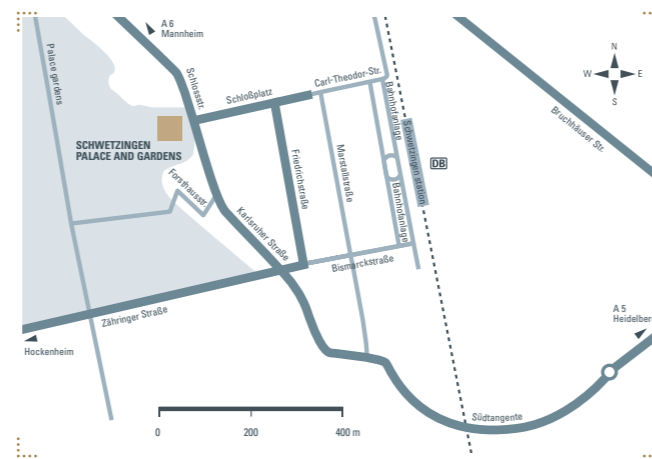 A 6
Mannheim
N
W E
S
Palace gardens
Schlossstr.
Schloßplatz
Carl-Theodor-Str.
Bahnhofanlage
Schwetzingen station
DB
Bruchhäuser Str.
SCHWETZINGEN
PALACE AND GARDENS
Forsthausstr.
Friedrichstraße
Marstallstraße
Bahnhofanlage
Karlsruher Straße
Bismarckstraße
Zähringer Straße
Hockenheim
A 5
Heidelber
Südtangente
0 200 400 m